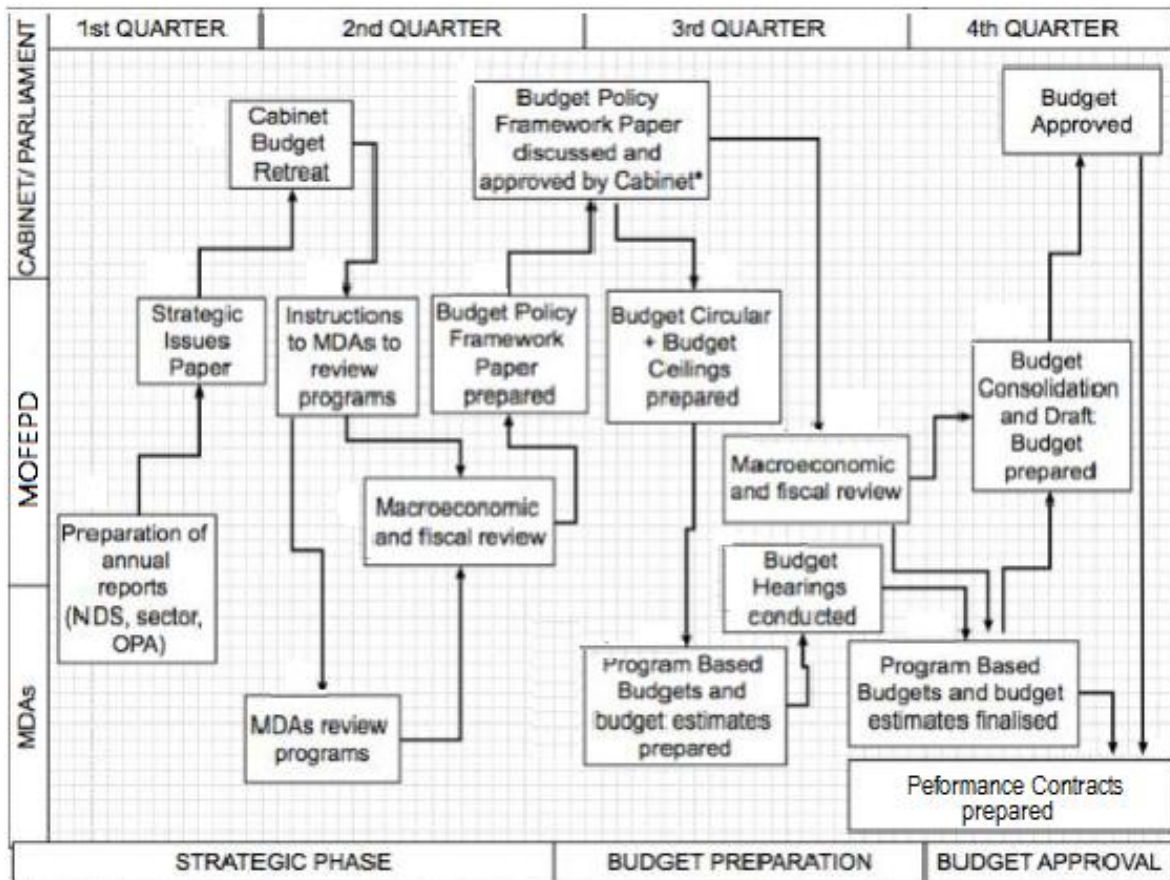 1st QUARTER
2nd QUARTER
3rd QUARTER
4th QUARTER
CABINET/ PARLIAMENT
MOFEPD
MDAs
Cabinet
Budget
Retreat
Budget Policy
Framework Paper
discussed and
approved by Cabinet*
Budget
Approved
Strategic
Issues
Paper
Instructions
to MDAs to
review
programs
Budget Policy
Framework
Paper
prepared
Budget Circular
+ Budget
Ceilings
prepared
Budget
Consolidation
and Draft
Budget
prepared
Macroeconomic
and fiscal review
Macroeconomic
and fiscal review
Preparation of
annual
reports
(NDS, sector,
OPA)
Budget
Hearings
conducted
MDAs review
programs
Program Based
Budgets and
budget estimates
prepared
Program Based
Budgets and budget
estimates finalised
Peformance Contracts
prepared
STRATEGIC PHASE
BUDGET PREPARATION
BUDGET APPROVAL